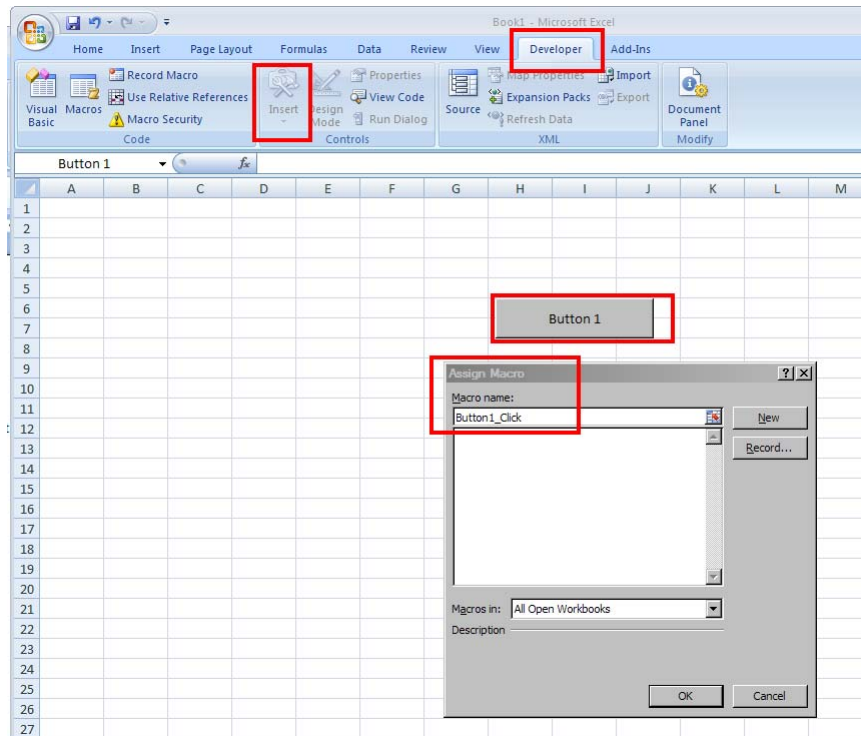 Book1 - Microsoft Excel
Home Insert Page Layout Formulas Data Review View Developer Add-Ins
Visual Basic
Macros
Record Macro
Use Relative References
Macro Security
Code
Insert
Design Mode
Properties
View Code
Run Dialog
Controls
Source
Map Properties
Expansion Packs
Refresh Data
Import
Export
XML
Document Panel
Modify
Button 1 fx
A B C D E F G H I J K L M
1
2
3
4
5
6
7
8
9
10
11
12
13
14
15
16
17
18
19
20
21
22
23
24
25
26
27
Button 1
Assign Macro ? X
Macro name:
Button1_Click
New
Record...
Macros in: All Open Workbooks
Description
OK Cancel